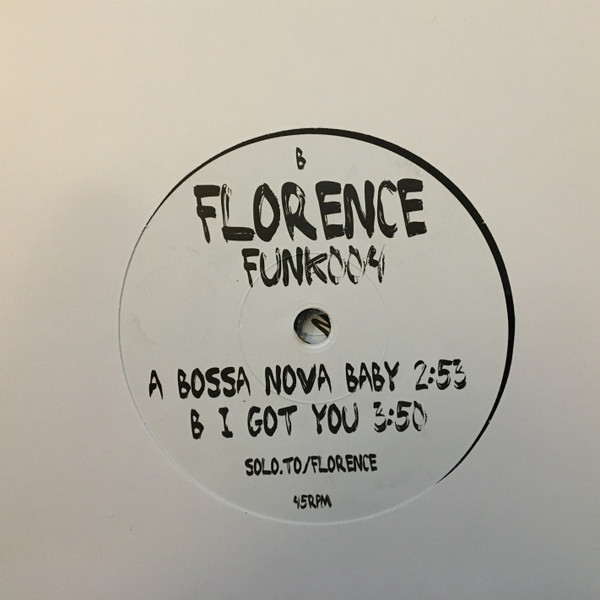 B
FLORENCE
FUNK004
A BOSSA NOVA BABY 2:53
B I GOT YOU 3:50
SOLO.TO/FLORENCE
45RPM